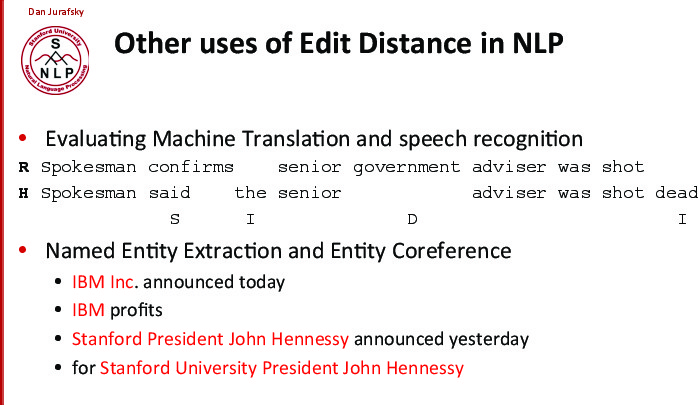 Dan Jurafsky
Stanford University
S
NLP
Natural Language Processing
Other uses of Edit Distance in NLP
• Evaluating Machine Translation and speech recognition
R Spokesman confirms senior government adviser was shot
H Spokesman said the senior adviser was shot dead
S I D I
• Named Entity Extraction and Entity Coreference
• IBM Inc. announced today
• IBM profits
• Stanford President John Hennessy announced yesterday
• for Stanford University President John Hennessy